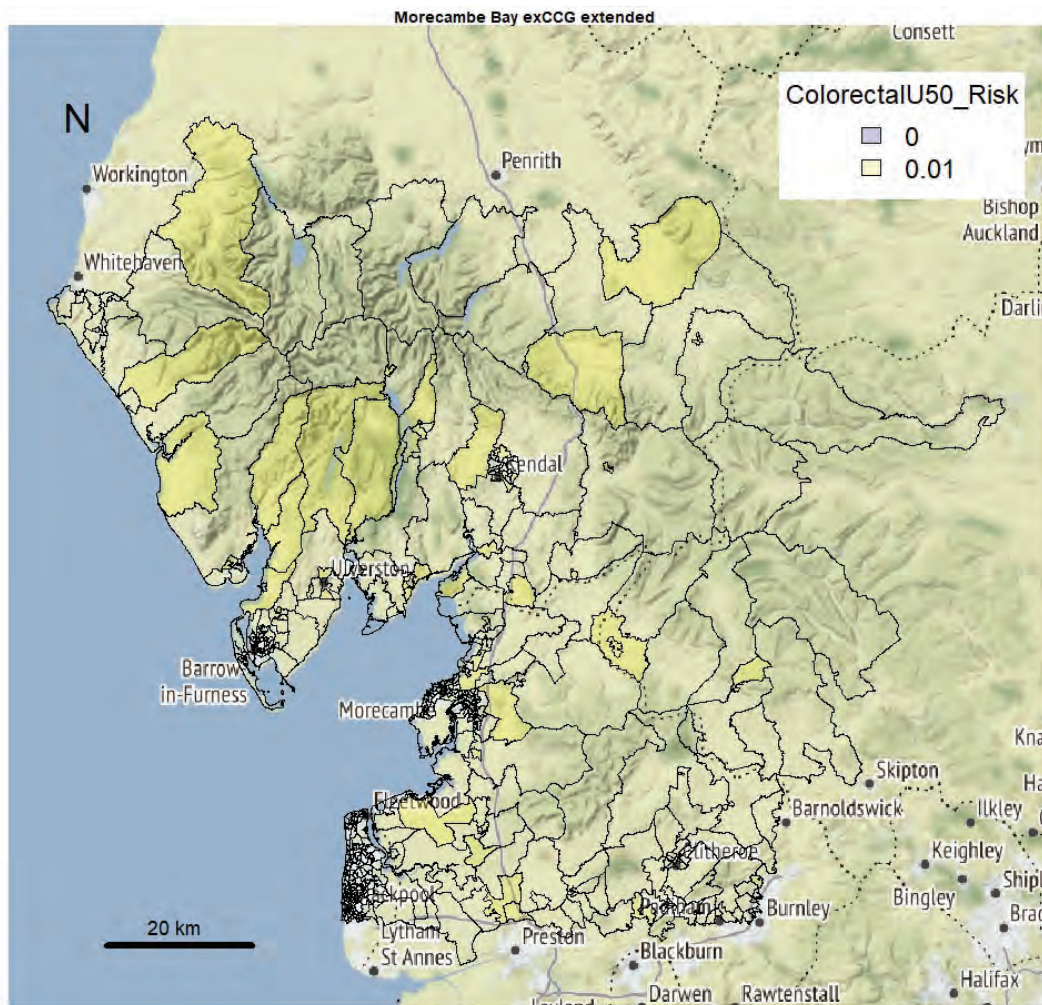 Morecambe Bay exCCG extended
Consett
ColorectalU50_Risk
0
0.01
N
Penrith
Workington
Bishop
Auckland
Whitehaven
Kendal
Ulverston
Barrow
in-Furness
Morecambe
Skipton
Fleetwood
Barnoldswick
Ilkley
Clitheroe
Keighley
Blackpool
Padiham
Bingley
Burnley
20 km
Lytham
St Annes
Preston
Blackburn
Halifax
Darwen
Rawtenstall